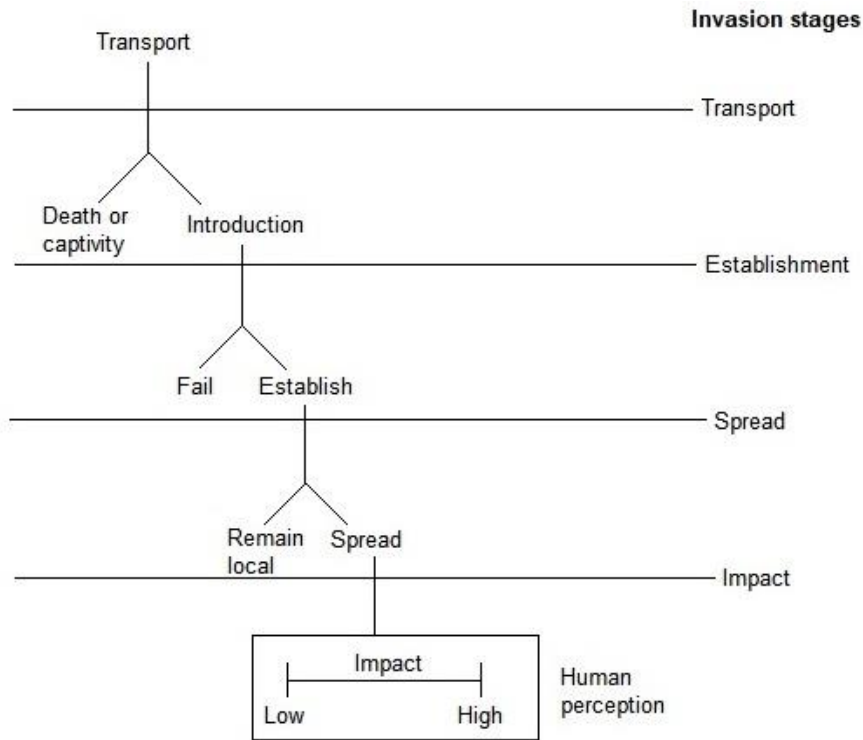 Invasion stages
Transport
Transport
Death or
captivity
Introduction
Establishment
Fail
Establish
Spread
Remain
local
Spread
Impact
Impact
Low
High
Human
perception